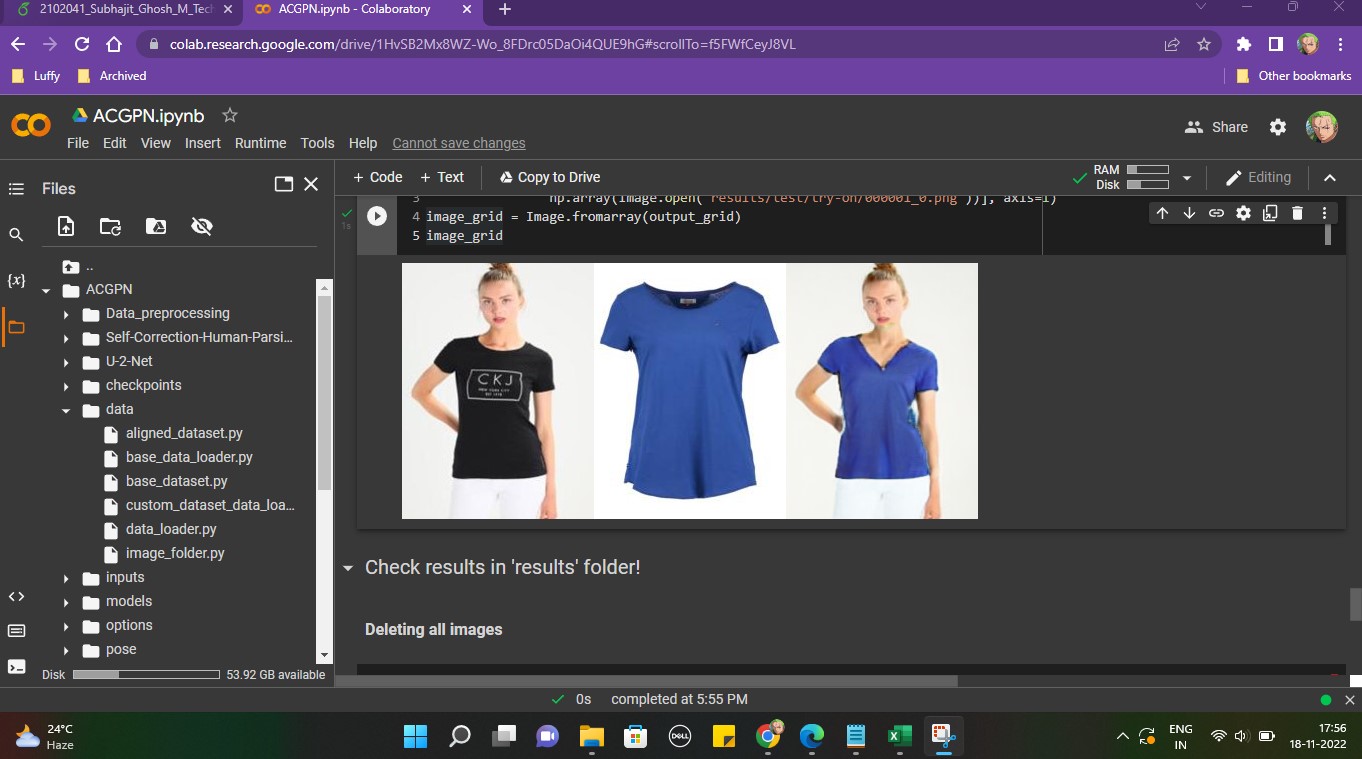 2102041_Subhajit_Ghosh_M_Tech
ACGPN.ipynb - Colaboratory
colab.research.google.com/drive/1HvSB2Mx8WZ-Wo_8FDrc05DaOi4QUE9hG#scrollTo=f5FWfCeyJ8VL
Luffy
Archived
Other bookmarks
ACGPN.ipynb
File Edit View Insert Runtime Tools Help Cannot save changes
Share
Files
+ Code + Text
Copy to Drive
RAM
Disk
Editing
{x}
..
ACGPN
Data_preprocessing
Self-Correction-Human-Parsi...
U-2-Net
checkpoints
data
aligned_dataset.py
base_data_loader.py
base_dataset.py
custom_dataset_data_loa...
data_loader.py
image_folder.py
inputs
models
options
pose
Disk
53.92 GB available
1s
3 np.array(Image.open('results/test/try-on/000001_0.png'))], axis=1)
4 image_grid = Image.fromarray(output_grid)
5 image_grid
CKJ
NEW YORK CITY
Check results in 'results' folder!
Deleting all images
0s completed at 5:55 PM
24°C
Haze
DELL
ENG
IN
17:56
18-11-2022